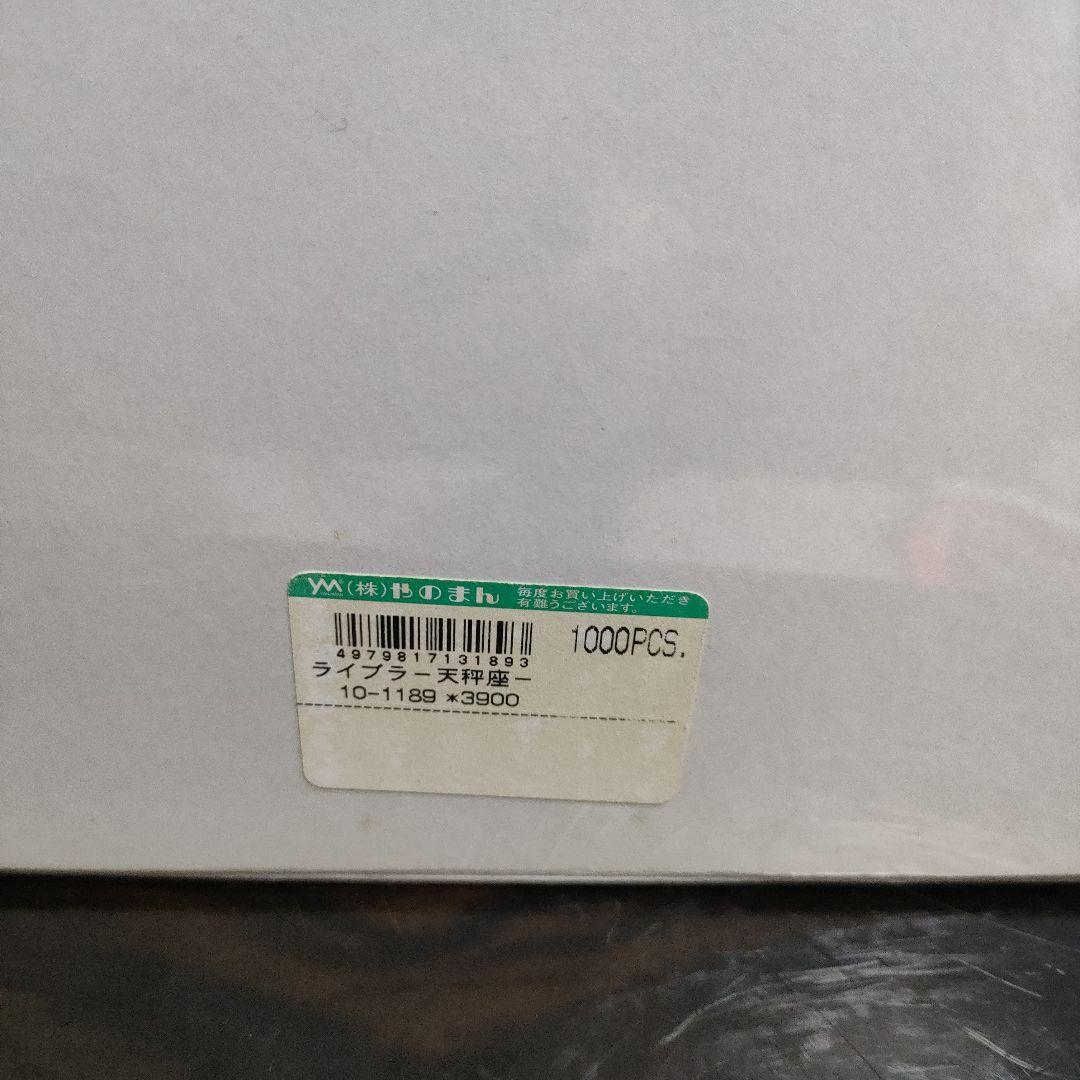 YM (株)やのまん 毎度お買い上げいただき
有難うございます。
1000PCS.
4979817131893
ライブラー天秤座ー
10-1189 *3900